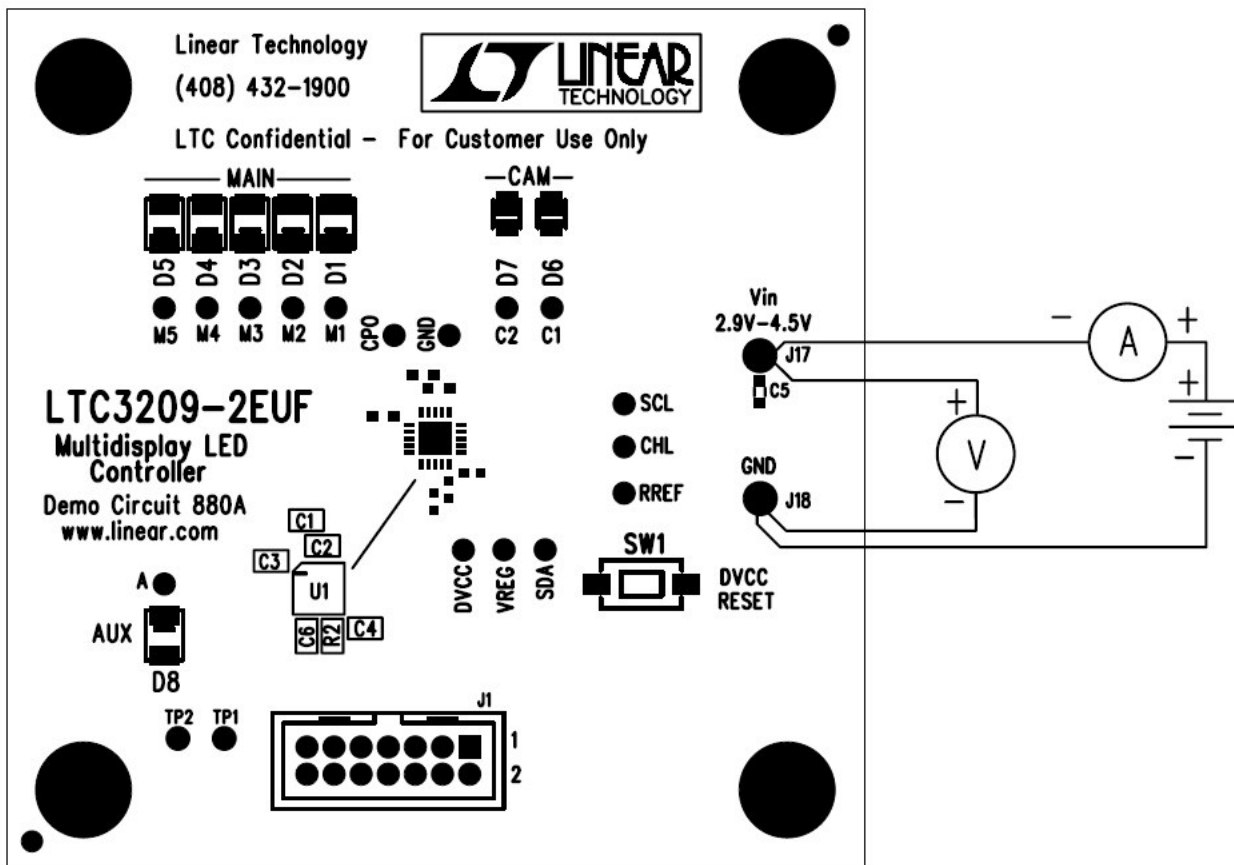 Linear Technology
(408) 432-1900
LINEAR
TECHNOLOGY
LTC Confidential - For Customer Use Only
MAIN
CAM
D5 D4 D3 D2 D1
D7 D6
M5 M4 M3 M2 M1
CPO GND
C2 C1
Vin
2.9V-4.5V
J17
C5
- A +
+
-
+
V
-
LTC3209-2EUF
Multidisplay LED
Controller
Demo Circuit 880A
www.linear.com
SCL
CHL
RREF
GND
J18
C1
C2
C3
U1
C6 R2 C4
DVCC VREG SDA
SW1
DVCC
RESET
A
AUX
D8
TP2 TP1
J1
1
2